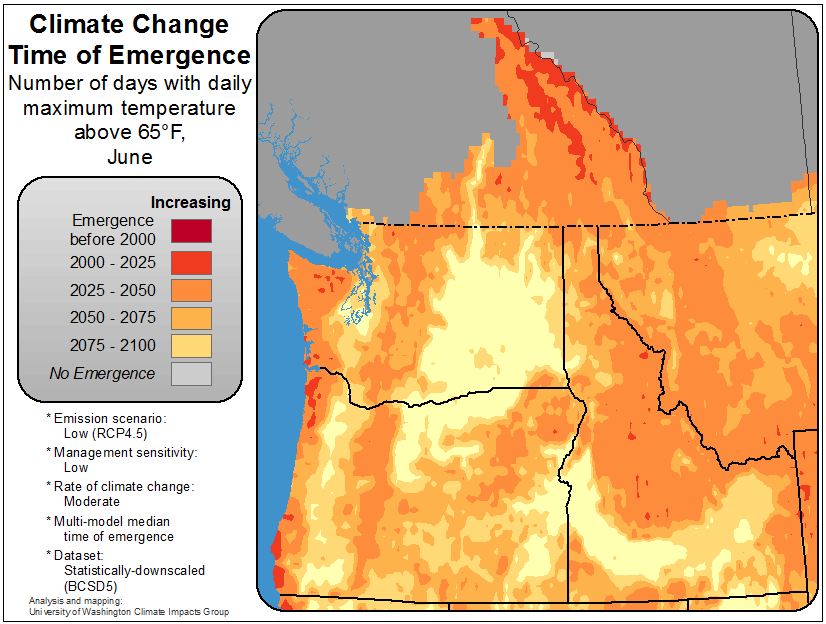 Climate Change
Time of Emergence
Number of days with daily
maximum temperature
above 65°F,
June
Increasing
Emergence
before 2000
2000 - 2025
2025 - 2050
2050 - 2075
2075 - 2100
No Emergence
* Emission scenario:
Low (RCP4.5)
* Management sensitivity:
Low
* Rate of climate change:
Moderate
* Multi-model median
time of emergence
* Dataset:
Statistically-downscaled
(BCSD5)
Analysis and mapping:
University of Washington Climate Impacts Group